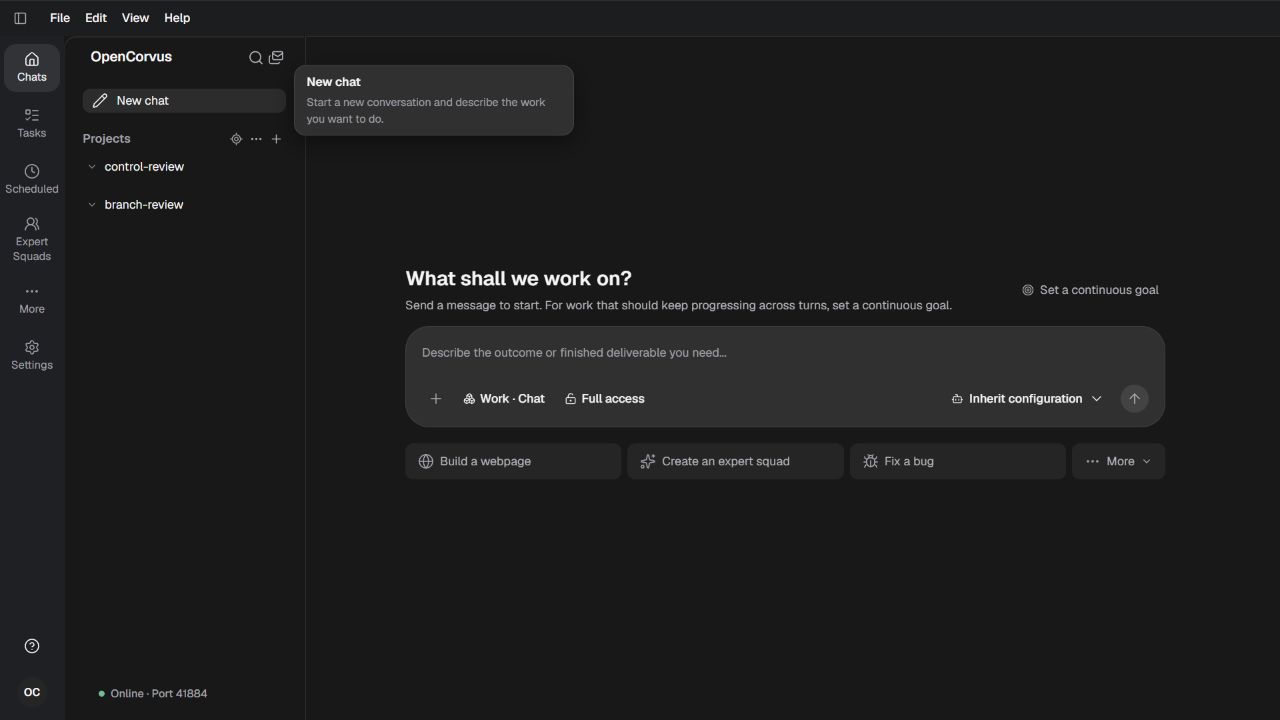 File Edit View Help
Chats
Tasks
Scheduled
Expert
Squads
More
Settings
OC
OpenCorvus
New chat
Projects
control-review
branch-review
Online · Port 41884
New chat
Start a new conversation and describe the work
you want to do.
What shall we work on?
Send a message to start. For work that should keep progressing across turns, set a continuous goal.
Set a continuous goal
Describe the outcome or finished deliverable you need...
Work · Chat Full access Inherit configuration
Build a webpage Create an expert squad Fix a bug More